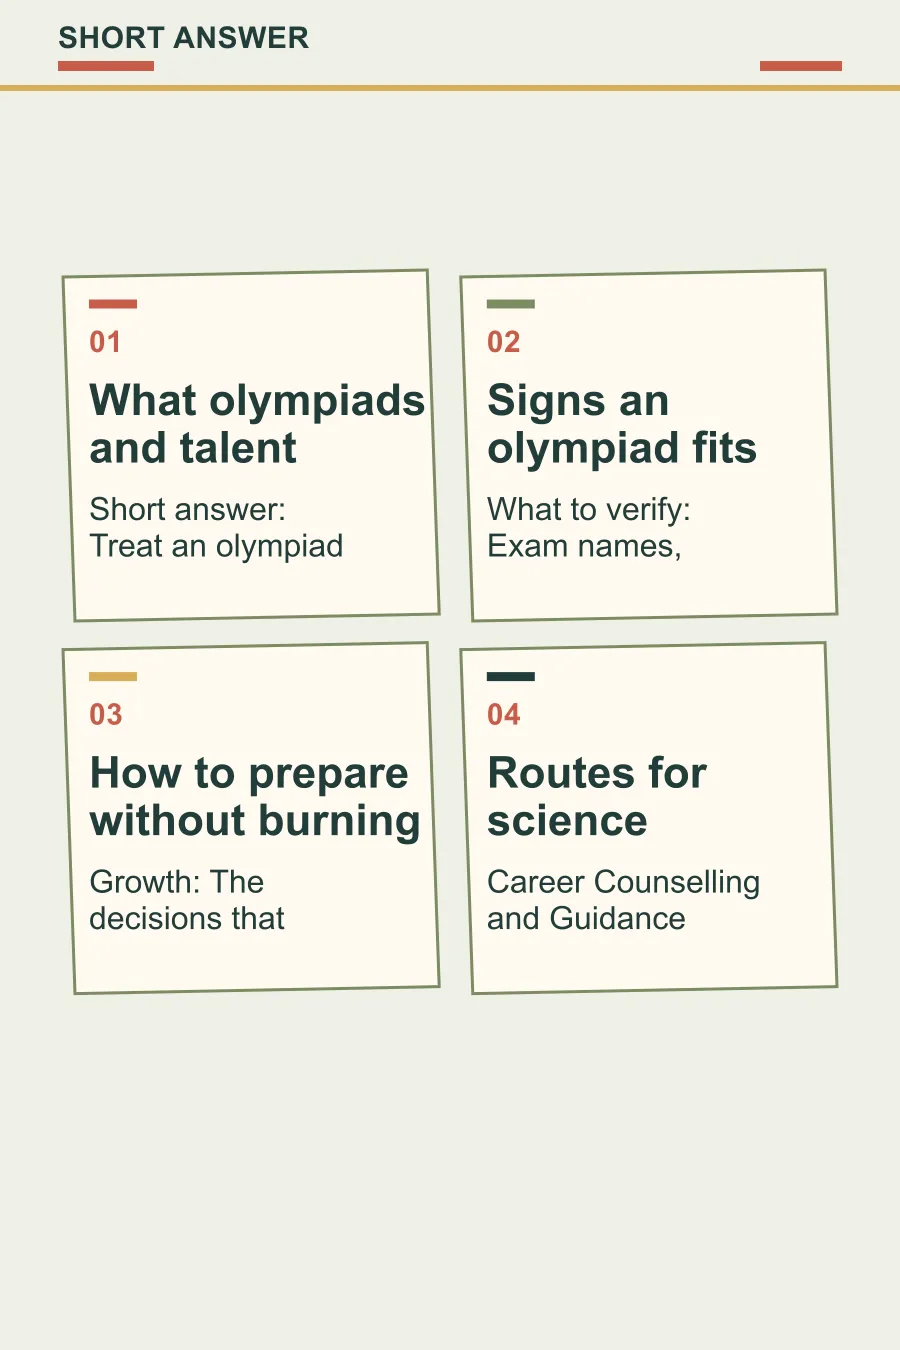 SHORT ANSWER
01
What olympiads
and talent
Short answer:
Treat an olympiad
02
Signs an
olympiad fits
What to verify:
Exam names,
03
How to prepare
without burning
Growth: The
decisions that
04
Routes for
science
Career Counselling
and Guidance